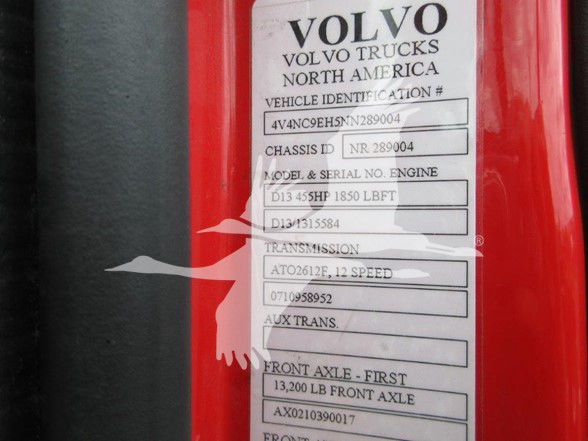 VOLVO
VOLVO TRUCKS
NORTH AMERICA
VEHICLE IDENTIFICATION #
4V4NC9EH5NN289004
CHASSIS ID NR 289004
MODEL & SERIAL NO. ENGINE
D13 455HP 1850 LBFT
D13/1315584
TRANSMISSION
ATO2612F, 12 SPEED
0710958952
AUX TRANS.
FRONT AXLE - FIRST
13,200 LB FRONT AXLE
AX0210390017